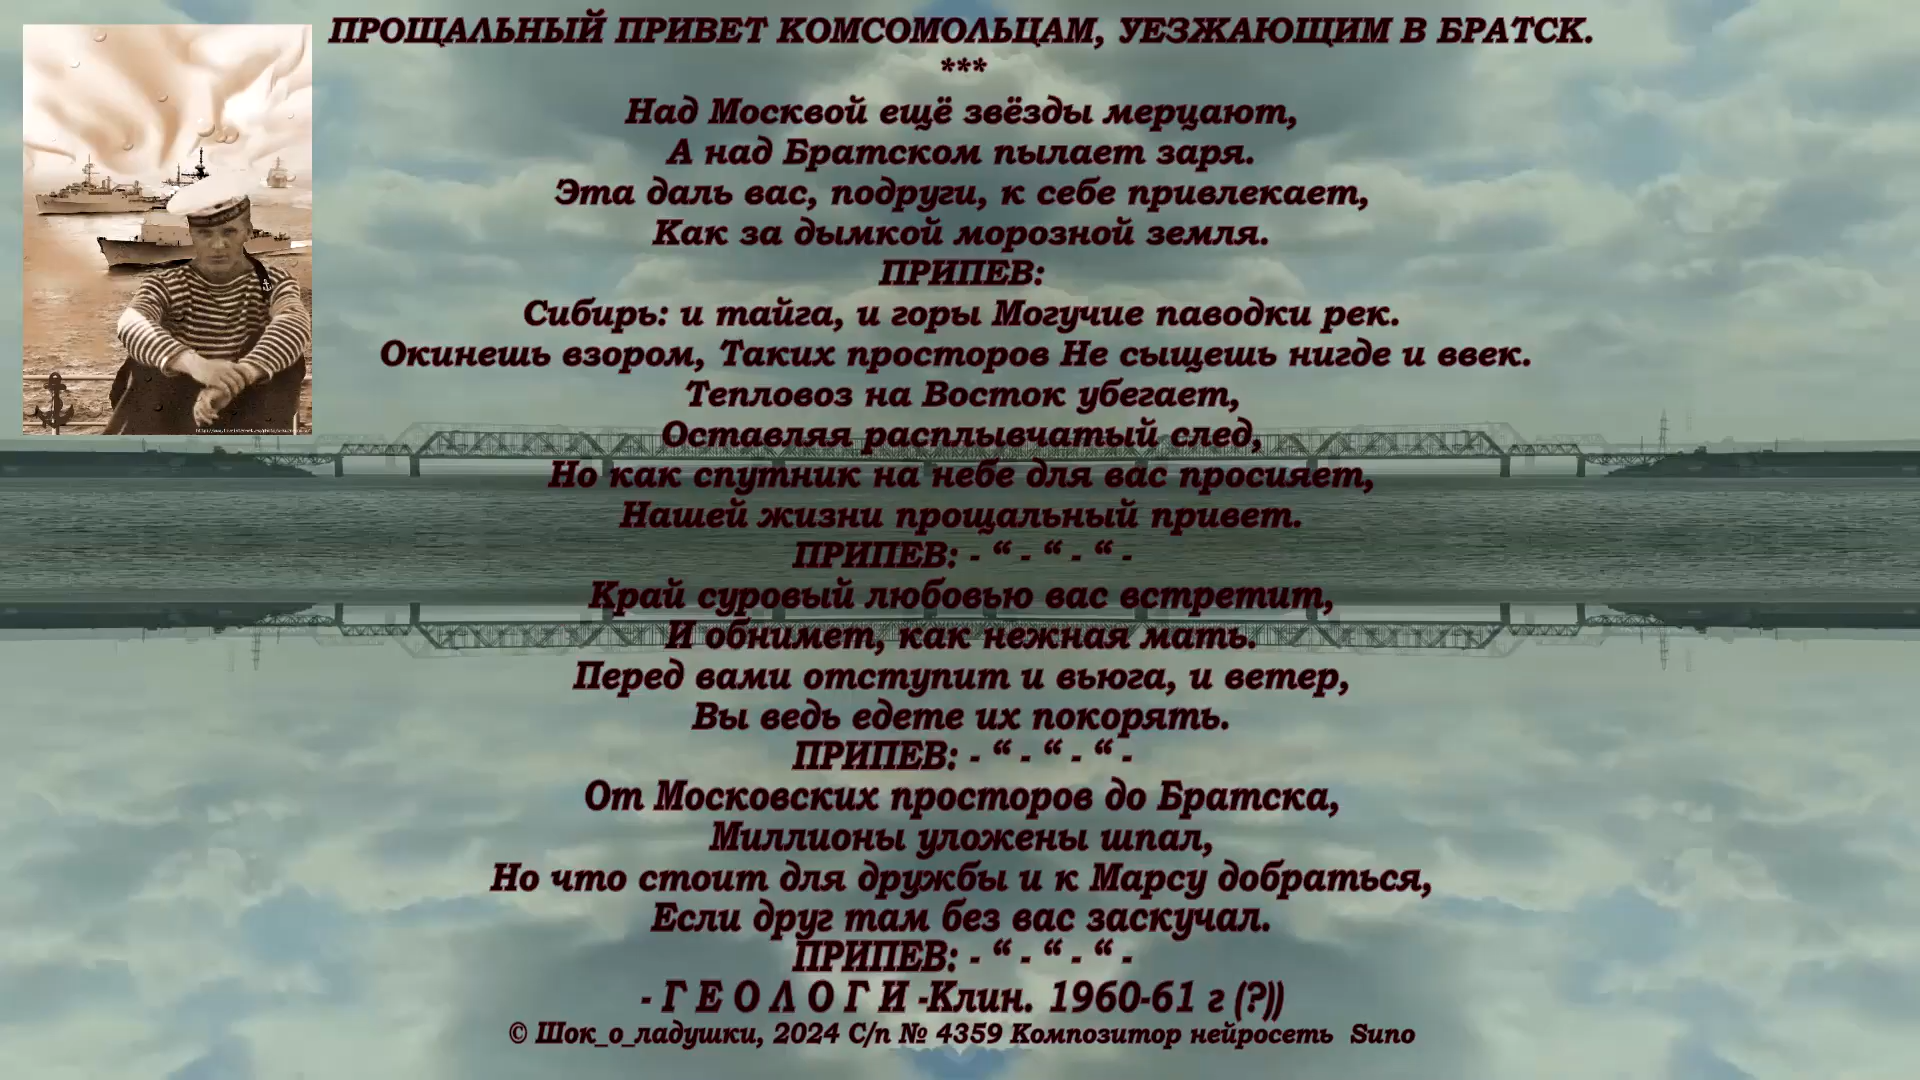 ПРОЩАЛЬНЫЙ ПРИВЕТ КОМСОМОЛЬЦАМ, УЕЗЖАЮЩИМ В БРАТСК.
***
Над Москвой ещё звёзды мерцают,
А над Братском пылает заря.
Эта даль вас, подруги, к себе привлекает,
Как за дымкой морозной земля.
ПРИПЕВ:
Сибирь: и тайга, и горы Могучие паводки рек.
Окинешь взором, Таких просторов Не сыщешь нигде и ввек.
Тепловоз на Восток убегает,
Оставляя расплывчатый след,
Но как спутник на небе для вас просияет,
Нашей жизни прощальный привет.
ПРИПЕВ: - “ - “ - “ -
Край суровый любовью вас встретит,
И обнимет, как нежная мать.
Перед вами отступит и вьюга, и ветер,
Вы ведь едете их покорять.
ПРИПЕВ: - “ - “ - “ -
От Московских просторов до Братска,
Миллионы уложены шпал,
Но что стоит для дружбы и к Марсу добраться,
Если друг там без вас заскучал.
ПРИПЕВ: - “ - “ - “ -
- Г Е О Л О Г И -Клин. 1960-61 г (?))
© Шок_о_ладушки, 2024 С/п № 4359 Композитор нейросеть Suno